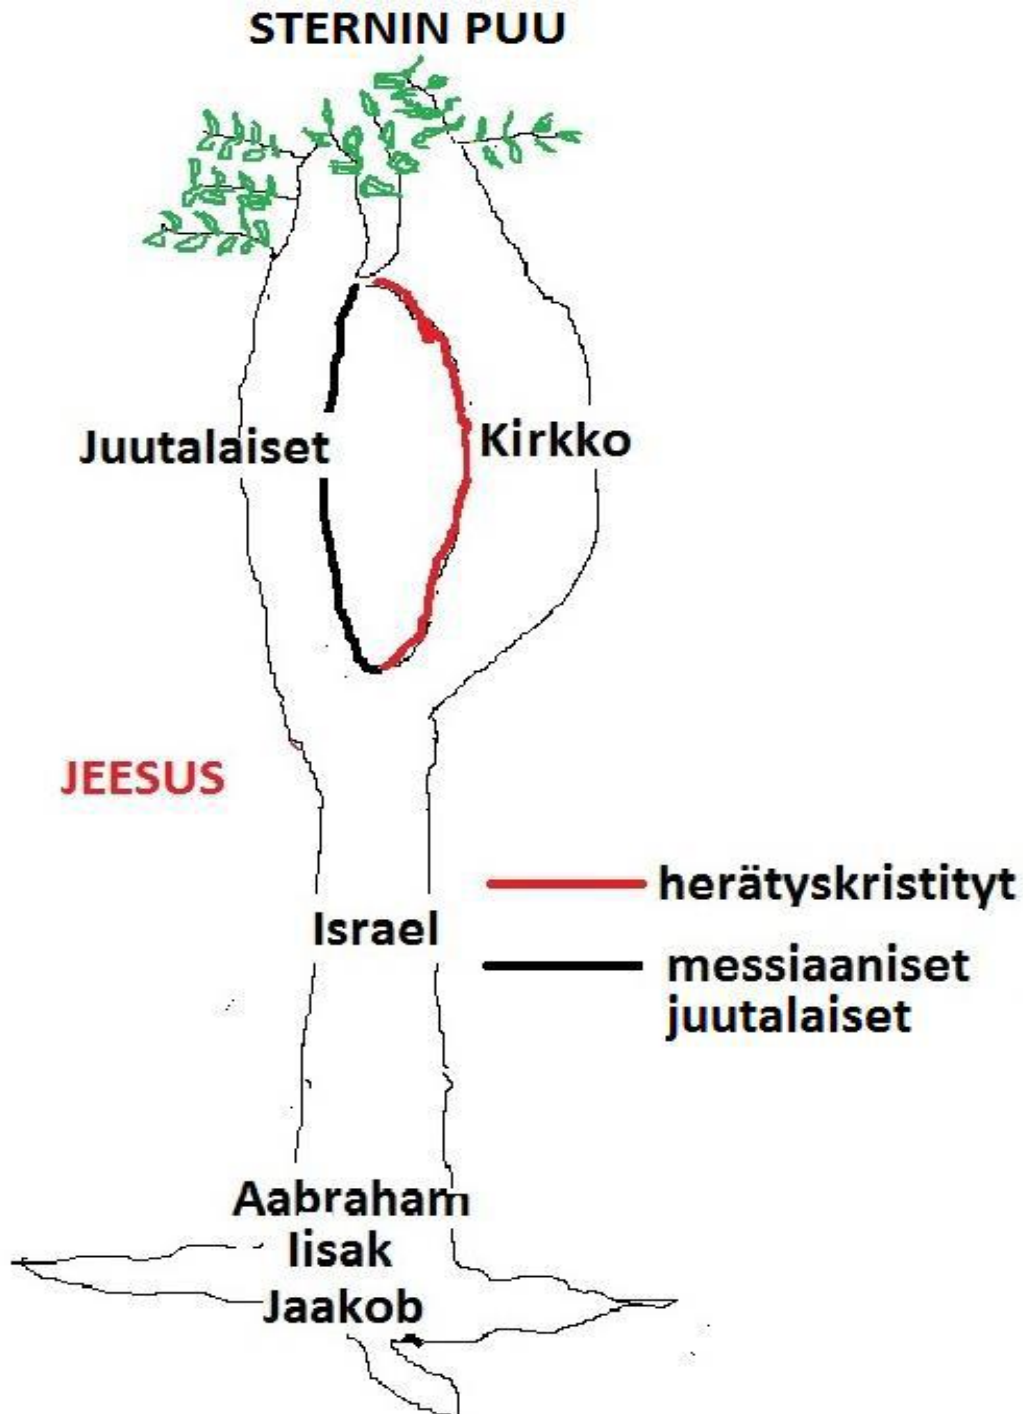 STERNIN PUU
Juutalaiset
Kirkko
JEESUS
herätyskristityt
Israel
messiaaniset
juutalaiset
Aabraham
Iisak
Jaakob